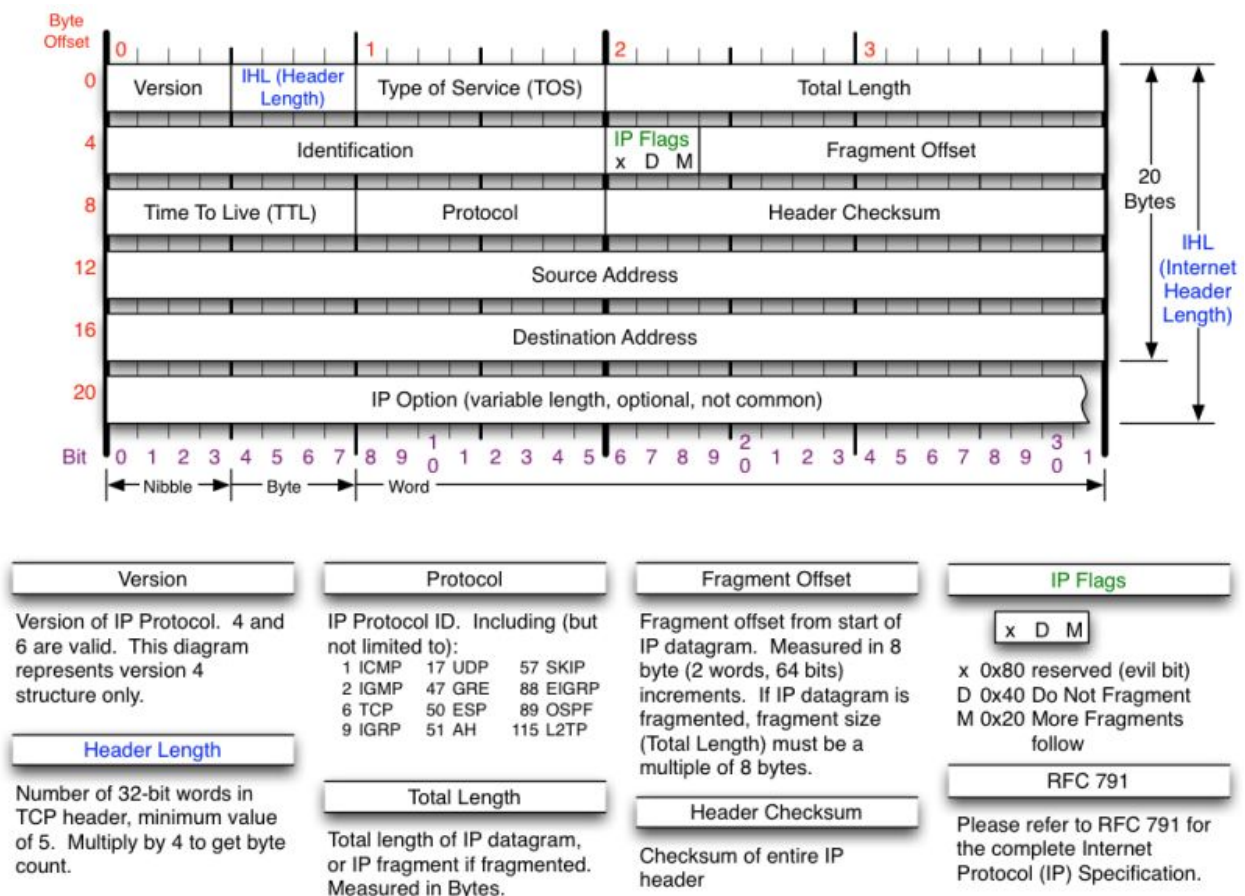 Byte
Offset 0 1 2 3
0 Version IHL (Header Length) Type of Service (TOS) Total Length
4 Identification IP Flags x D M Fragment Offset
20
Bytes
8 Time To Live (TTL) Protocol Header Checksum
IHL
(Internet
Header
Length)
12 Source Address
16 Destination Address
20 IP Option (variable length, optional, not common)
Bit 0 1 2 3 4 5 6 7 8 9 10 1 2 3 4 5 6 7 8 9 20 1 2 3 4 5 6 7 8 9 30 1
Nibble Byte Word
Version
Version of IP Protocol. 4 and
6 are valid. This diagram
represents version 4
structure only.
Header Length
Number of 32-bit words in
TCP header, minimum value
of 5. Multiply by 4 to get byte
count.
Protocol
IP Protocol ID. Including (but
not limited to):
1 ICMP 17 UDP 57 SKIP
2 IGMP 47 GRE 88 EIGRP
6 TCP 50 ESP 89 OSPF
9 IGRP 51 AH 115 L2TP
Total Length
Total length of IP datagram,
or IP fragment if fragmented.
Measured in Bytes.
Fragment Offset
Fragment offset from start of
IP datagram. Measured in 8
byte (2 words, 64 bits)
increments. If IP datagram is
fragmented, fragment size
(Total Length) must be a
multiple of 8 bytes.
Header Checksum
Checksum of entire IP
header
IP Flags
x D M
x 0x80 reserved (evil bit)
D 0x40 Do Not Fragment
M 0x20 More Fragments
follow
RFC 791
Please refer to RFC 791 for
the complete Internet
Protocol (IP) Specification.